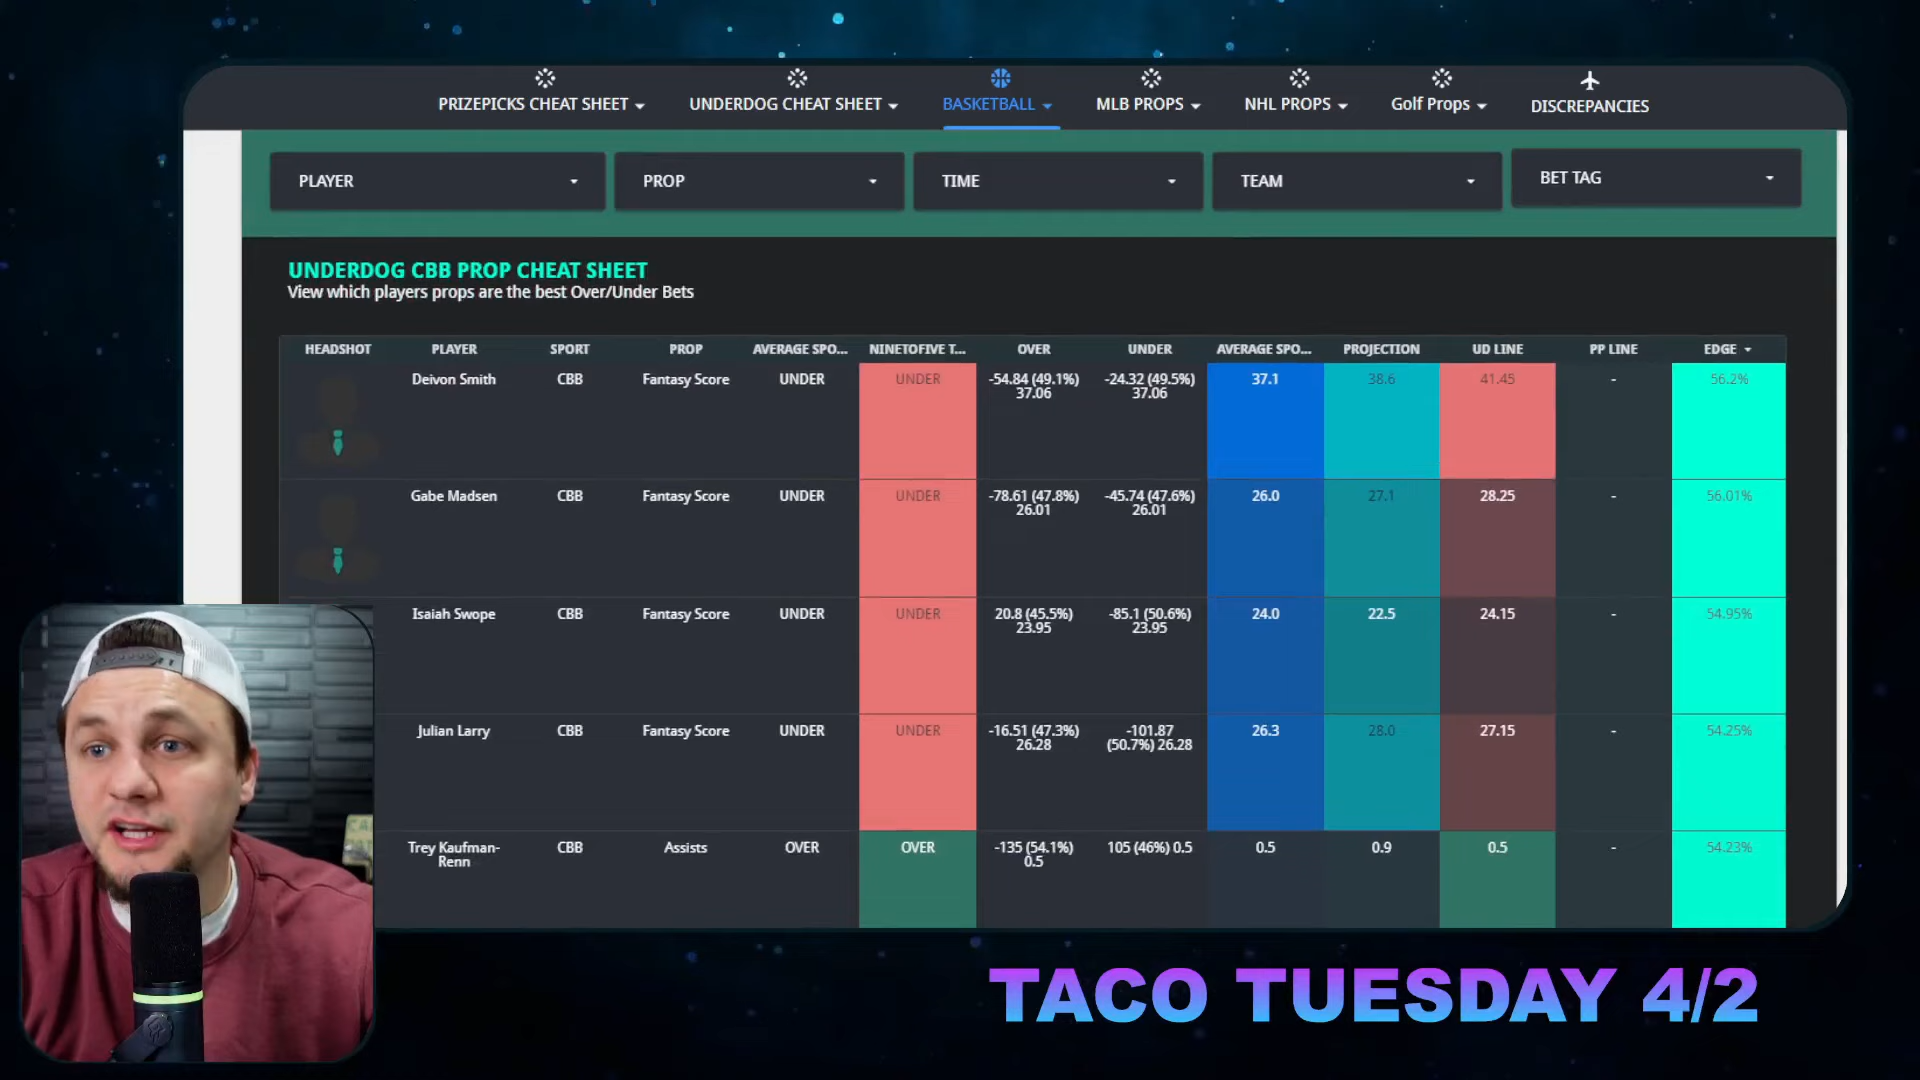 PRIZEPICKS CHEAT SHEET UNDERDOG CHEAT SHEET BASKETBALL MLB PROPS NHL PROPS Golf Props DISCREPANCIES
PLAYER PROP TIME TEAM BET TAG
UNDERDOG CBB PROP CHEAT SHEET
View which players props are the best Over/Under Bets
HEADSHOT PLAYER SPORT PROP AVERAGE SPO... NINETOFIVE T... OVER UNDER AVERAGE SPO... PROJECTION UD LINE PP LINE EDGE
Deivon Smith CBB Fantasy Score UNDER UNDER -54.84 (49.1%) -24.32 (49.5%) 37.1 38.6 41.45 - 56.2%
37.06 37.06
Gabe Madsen CBB Fantasy Score UNDER UNDER -78.61 (47.8%) -45.74 (47.6%) 26.0 27.1 28.25 - 56.01%
26.01 26.01
Isaiah Swope CBB Fantasy Score UNDER UNDER 20.8 (45.5%) -85.1 (50.6%) 24.0 22.5 24.15 - 54.95%
23.95 23.95
Julian Larry CBB Fantasy Score UNDER UNDER -16.51 (47.3%) -101.87 26.3 28.0 27.15 - 54.25%
26.28 (50.7%) 26.28
Trey Kaufman- CBB Assists OVER OVER -135 (54.1%) 105 (46%) 0.5 0.5 0.9 0.5 - 54.23%
Renn 0.5
TACO TUESDAY 4/2